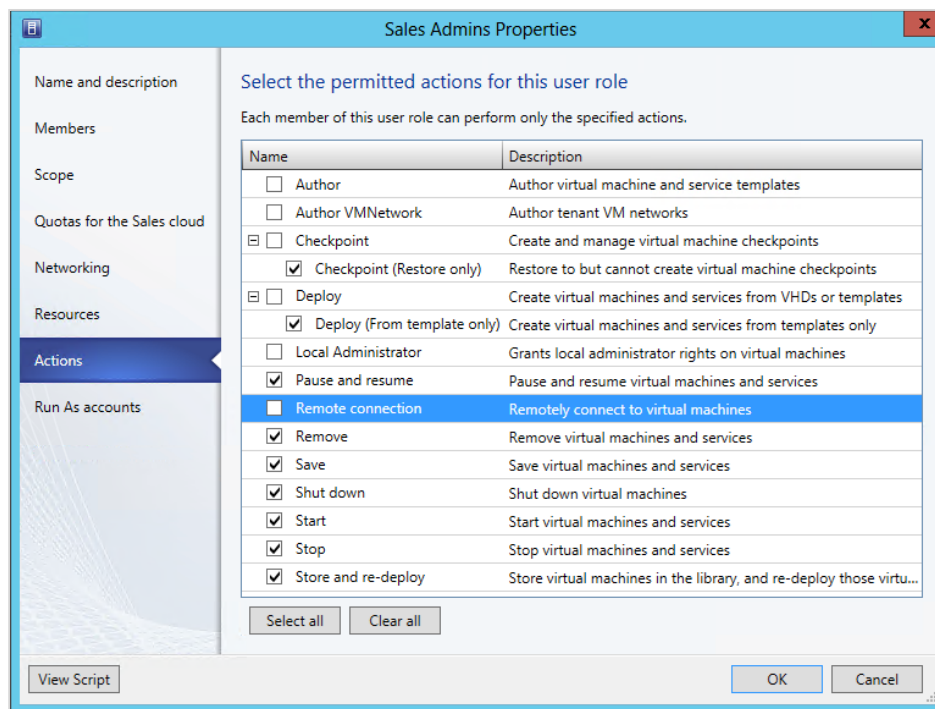 Sales Admins Properties
x
Name and description
Members
Scope
Quotas for the Sales cloud
Networking
Resources
Actions
Run As accounts
Select the permitted actions for this user role
Each member of this user role can perform only the specified actions.
Name Description
Author Author virtual machine and service templates
Author VMNetwork Author tenant VM networks
Checkpoint Create and manage virtual machine checkpoints
Checkpoint (Restore only) Restore to but cannot create virtual machine checkpoints
Deploy Create virtual machines and services from VHDs or templates
Deploy (From template only) Create virtual machines and services from templates only
Local Administrator Grants local administrator rights on virtual machines
Pause and resume Pause and resume virtual machines and services
Remote connection Remotely connect to virtual machines
Remove Remove virtual machines and services
Save Save virtual machines and services
Shut down Shut down virtual machines
Start Start virtual machines and services
Stop Stop virtual machines and services
Store and re-deploy Store virtual machines in the library, and re-deploy those virtu...
Select all Clear all
View Script OK Cancel